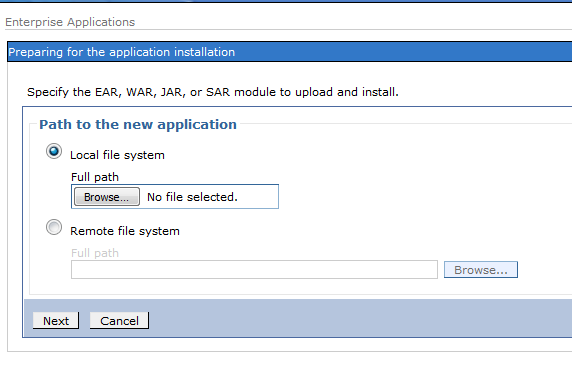 Enterprise Applications
Preparing for the application installation
Specify the EAR, WAR, JAR, or SAR module to upload and install.
Path to the new application
Local file system
Full path
Browse... No file selected.
Remote file system
Full path
Browse...
Next Cancel